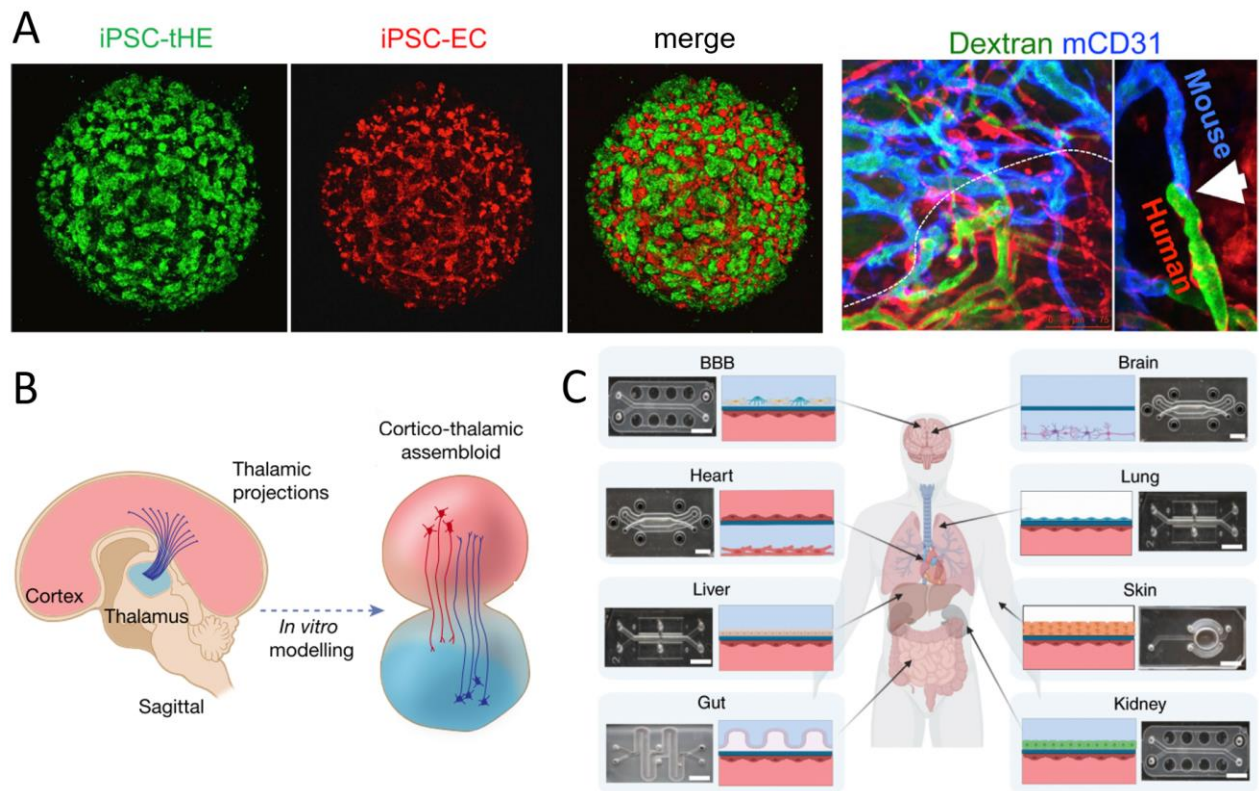 A
iPSC-tHE
iPSC-EC
merge
Dextran mCD31
Mouse
Human
B
Thalamic
projections
Cortex
Thalamus
Sagittal
In vitro
modelling
Cortico-thalamic
assembloid
C
BBB
Brain
Heart
Lung
Liver
Skin
Gut
Kidney